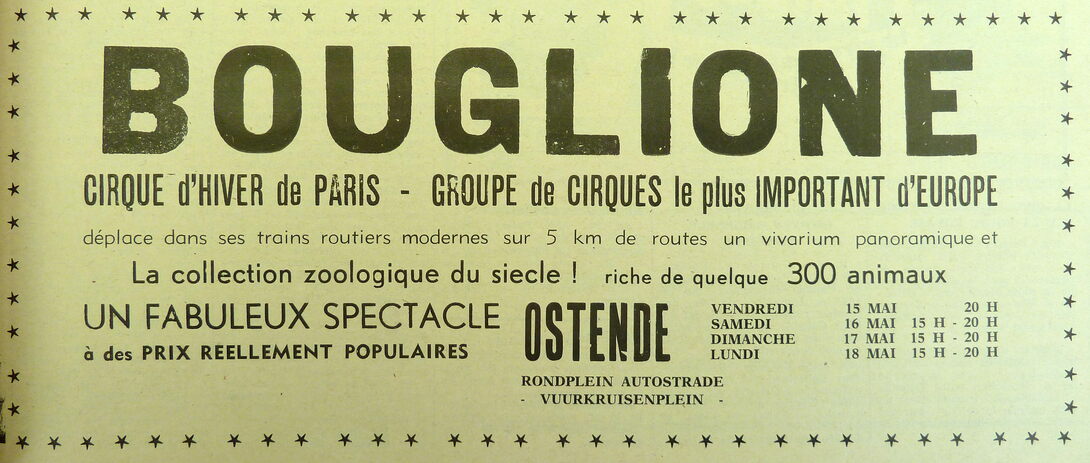 BOUGLIONE
CIRQUE d'HIVER de PARIS - GROUPE de CIRQUES le plus IMPORTANT d'EUROPE
déplace dans ses trains routiers modernes sur 5 km de routes un vivarium panoramique et
La collection zoologique du siecle ! riche de quelque 300 animaux
UN FABULEUX SPECTACLE
à des PRIX REELLEMENT POPULAIRES
OSTENDE
VENDREDI 15 MAI 20 H
SAMEDI 16 MAI 15 H - 20 H
DIMANCHE 17 MAI 15 H - 20 H
LUNDI 18 MAI 15 H - 20 H
RONDPLEIN AUTOSTRADE
- VUURKRUISENPLEIN -